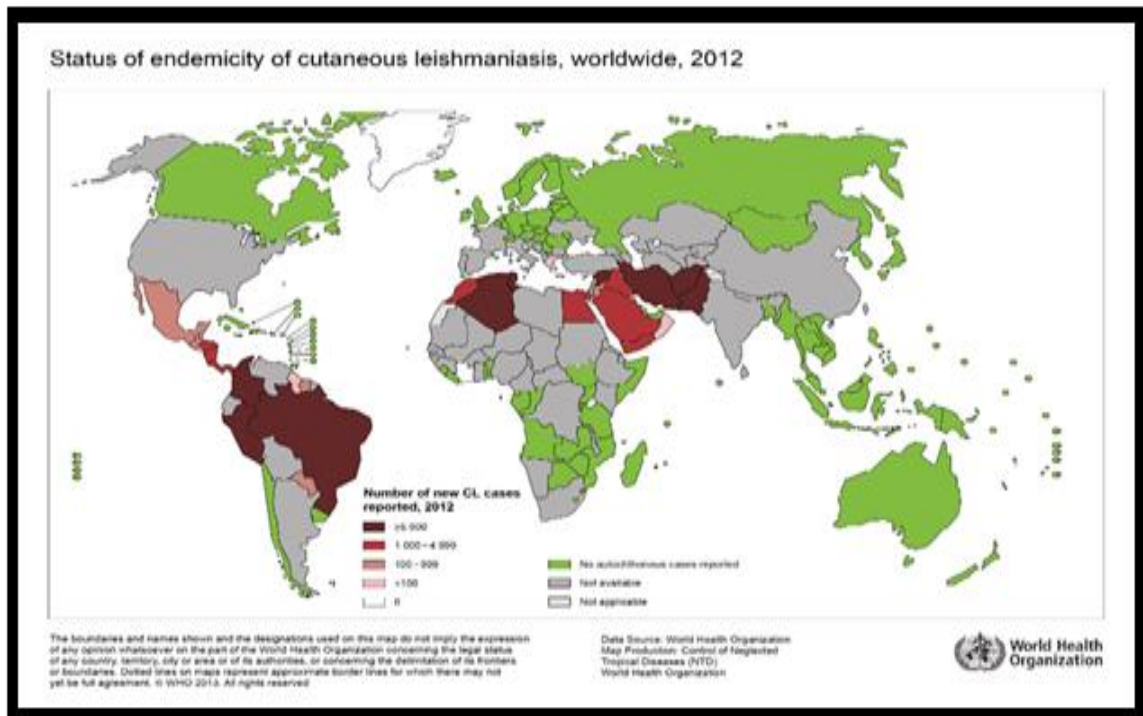 Status of endemicity of cutaneous leishmaniasis, worldwide, 2012
Number of new CL cases
reported, 2012
≥5 000
1 000 - 4 999
100 - 999
<100
0
No autochthonous cases reported
Not available
Not applicable
The boundaries and names shown and the designations used on this map do not imply the expression
of any opinion whatsoever on the part of the World Health Organization concerning the legal status
of any country, territory, city or area or of its authorities, or concerning the delimitation of its frontiers
or boundaries. Dotted lines on maps represent approximate border lines for which there may not
yet be full agreement. © WHO 2013. All rights reserved
Data Source: World Health Organization
Map Production: Control of Neglected
Tropical Diseases (NTD)
World Health Organization
World Health
Organization